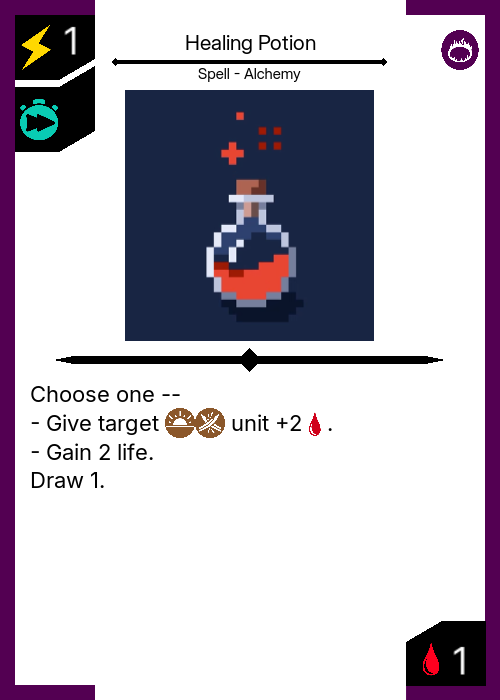 1
Healing Potion
Spell - Alchemy
Choose one --
- Give target unit +2 .
- Gain 2 life.
Draw 1.
1